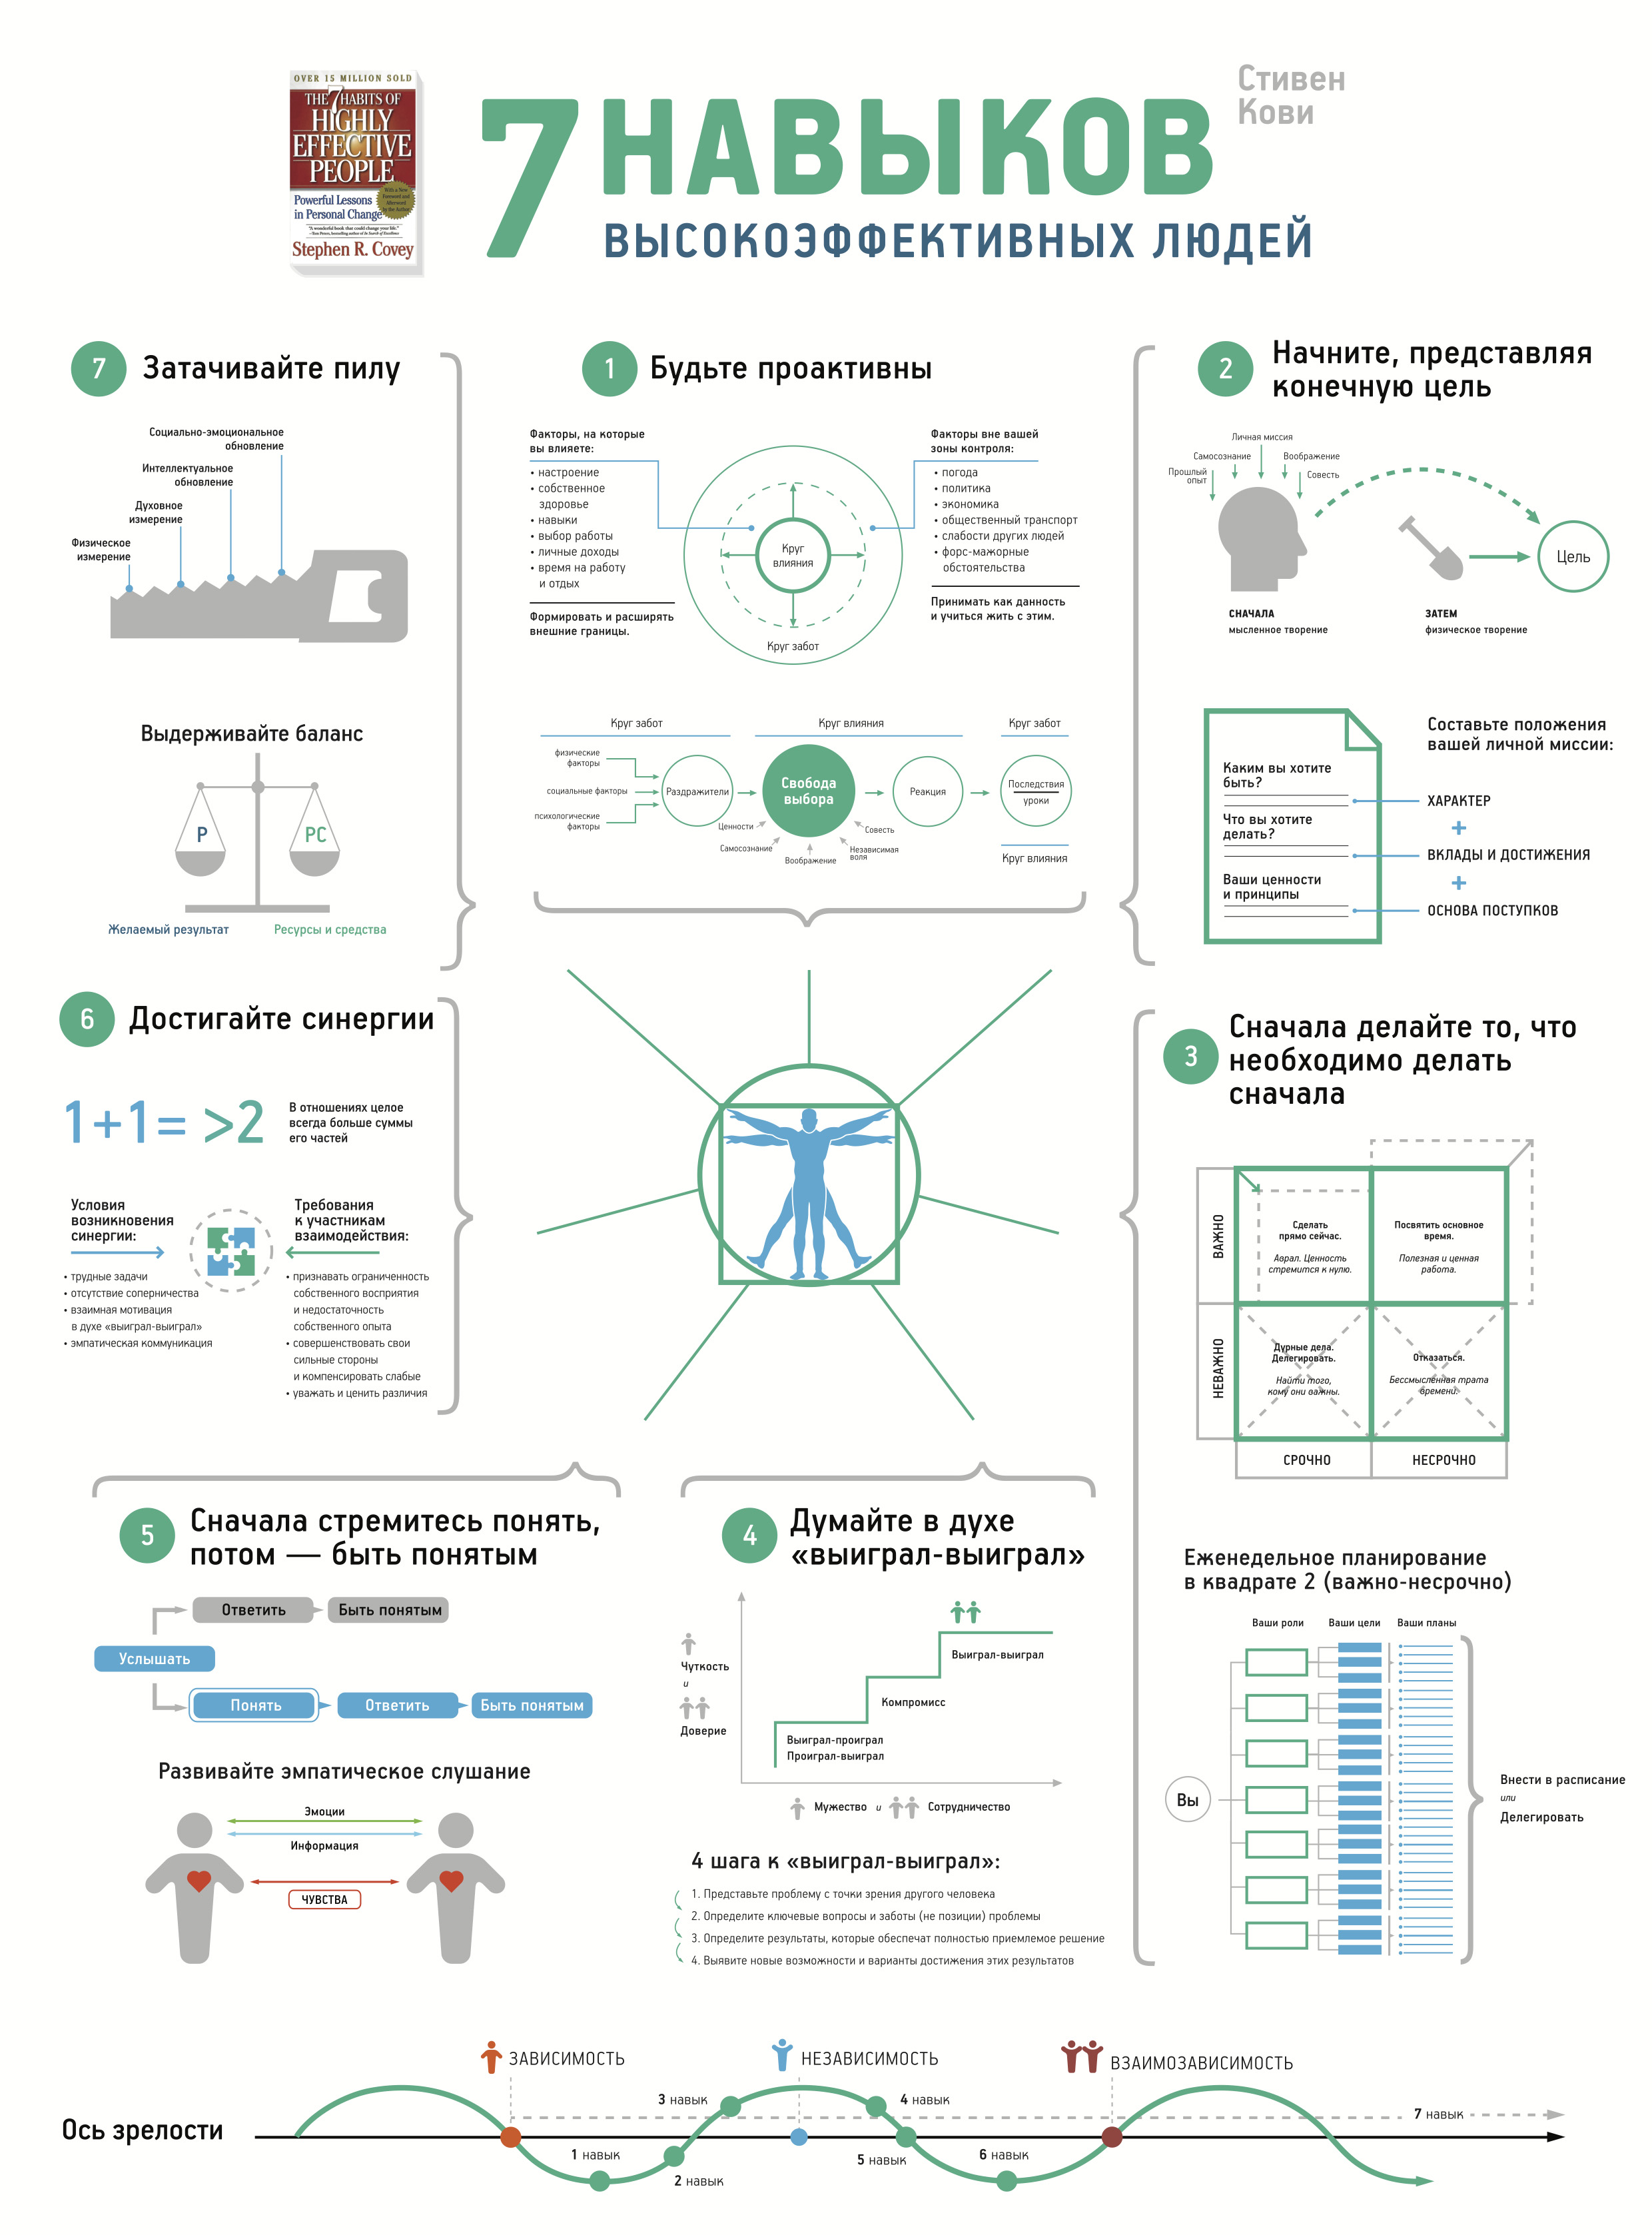 OVER 15 MILLION SOLD
THE 7 HABITS OF
HIGHLY
EFFECTIVE
PEOPLE
Powerful Lessons
in Personal Change
With a New
Foreword and
Afterword
by the Author
Stephen R. Covey
7 НАВЫКОВ
ВЫСОКОЭФФЕКТИВНЫХ ЛЮДЕЙ
Стивен
Кови
7 Затачивайте пилу
Социально-эмоциональное
обновление
Интеллектуальное
обновление
Духовное
измерение
Физическое
измерение
Выдерживайте баланс
P
PC
Желаемый результат
Ресурсы и средства
1 Будьте проактивны
Факторы, на которые
вы влияете:
• настроение
• собственное
здоровье
• навыки
• выбор работы
• личные доходы
• время на работу
и отдых
Формировать и расширять
внешние границы.
Круг
влияния
Круг забот
Факторы вне вашей
зоны контроля:
• погода
• политика
• экономика
• общественный транспорт
• слабости других людей
• форс-мажорные
обстоятельства
Принимать как данность
и учиться жить с этим.
Круг забот
Круг влияния
Круг забот
физические
факторы
социальные факторы
психологические
факторы
Раздражители
Свобода
выбора
Реакция
Последствия
уроки
Ценности
Самосознание
Воображение
Независимая
воля
Совесть
Круг влияния
2 Начните, представляя
конечную цель
Личная миссия
Самосознание
Воображение
Прошлый
опыт
Совесть
Цель
СНАЧАЛА
мысленное творение
ЗАТЕМ
физическое творение
Составьте положения
вашей личной миссии:
Каким вы хотите
быть?
ХАРАКТЕР
+
Что вы хотите
делать?
ВКЛАДЫ И ДОСТИЖЕНИЯ
+
Ваши ценности
и принципы
ОСНОВА ПОСТУПКОВ
6 Достигайте синергии
1+1= >2
В отношениях целое
всегда больше суммы
его частей
Условия
возникновения
синергии:
• трудные задачи
• отсутствие соперничества
• взаимная мотивация
в духе «выиграл-выиграл»
• эмпатическая коммуникация
Требования
к участникам
взаимодействия:
• признавать ограниченность
собственного восприятия
и недостаточность
собственного опыта
• совершенствовать свои
сильные стороны
и компенсировать слабые
• уважать и ценить различия
3 Сначала делайте то, что
необходимо делать
сначала
ВАЖНО
НЕВАЖНО
Сделать
прямо сейчас.
Аврал. Ценность
стремится к нулю.
Посвятить основное
время.
Полезная и ценная
работа.
Дурные дела.
Делегировать.
Найти того,
кому они важны.
Отказаться.
Бессмысленная трата
времени.
СРОЧНО
НЕСРОЧНО
Еженедельное планирование
в квадрате 2 (важно-несрочно)
Ваши роли
Ваши цели
Ваши планы
Вы
Внести в расписание
или
Делегировать
5 Сначала стремитесь понять,
потом — быть понятым
Ответить
Быть понятым
Услышать
Понять
Ответить
Быть понятым
Развивайте эмпатическое слушание
Эмоции
Информация
ЧУВСТВА
4 Думайте в духе
«выиграл-выиграл»
Чуткость
и
Доверие
Выиграл-выиграл
Компромисс
Выиграл-проиграл
Проиграл-выиграл
Мужество и Сотрудничество
4 шага к «выиграл-выиграл»:
1. Представьте проблему с точки зрения другого человека
2. Определите ключевые вопросы и заботы (не позиции) проблемы
3. Определите результаты, которые обеспечат полностью приемлемое решение
4. Выявите новые возможности и варианты достижения этих результатов
ЗАВИСИМОСТЬ
НЕЗАВИСИМОСТЬ
ВЗАИМОЗАВИСИМОСТЬ
Ось зрелости
1 навык
2 навык
3 навык
4 навык
5 навык
6 навык
7 навык